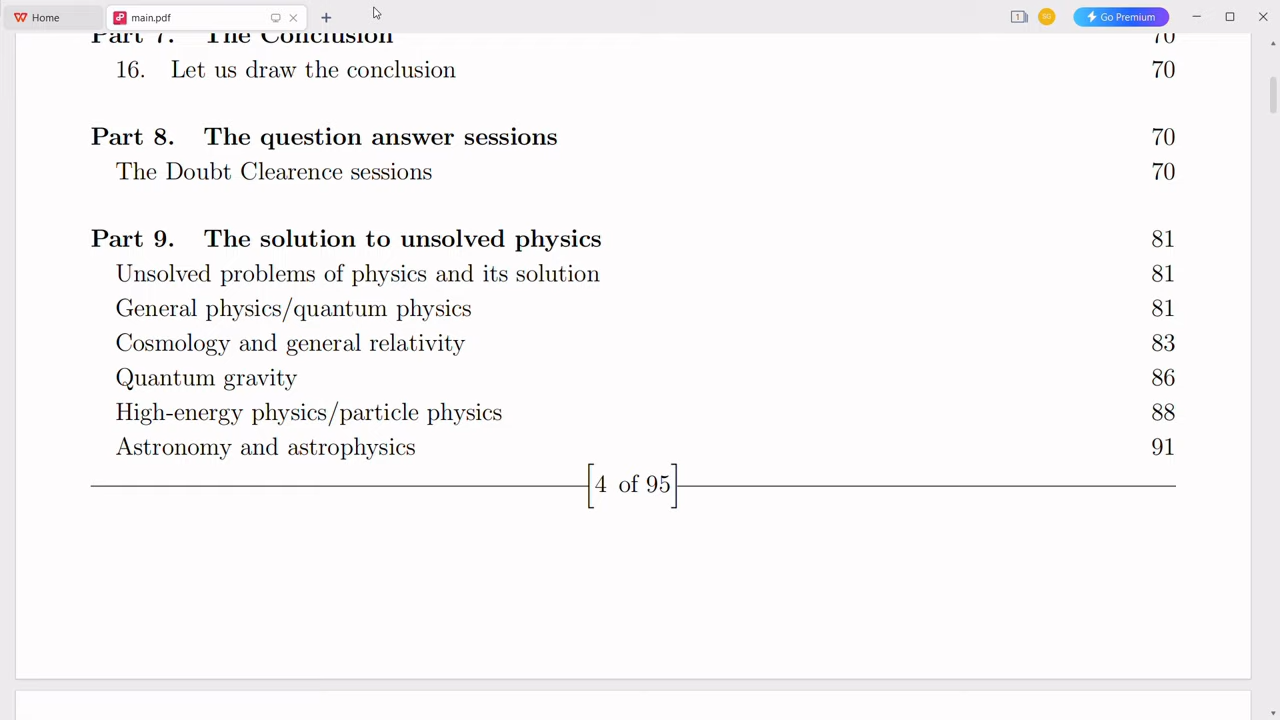 Home
main.pdf
1
SG
Go Premium
Part 7. The Conclusion 70
16. Let us draw the conclusion 70
Part 8. The question answer sessions 70
The Doubt Clearence sessions 70
Part 9. The solution to unsolved physics 81
Unsolved problems of physics and its solution 81
General physics/quantum physics 81
Cosmology and general relativity 83
Quantum gravity 86
High-energy physics/particle physics 88
Astronomy and astrophysics 91
[4 of 95]